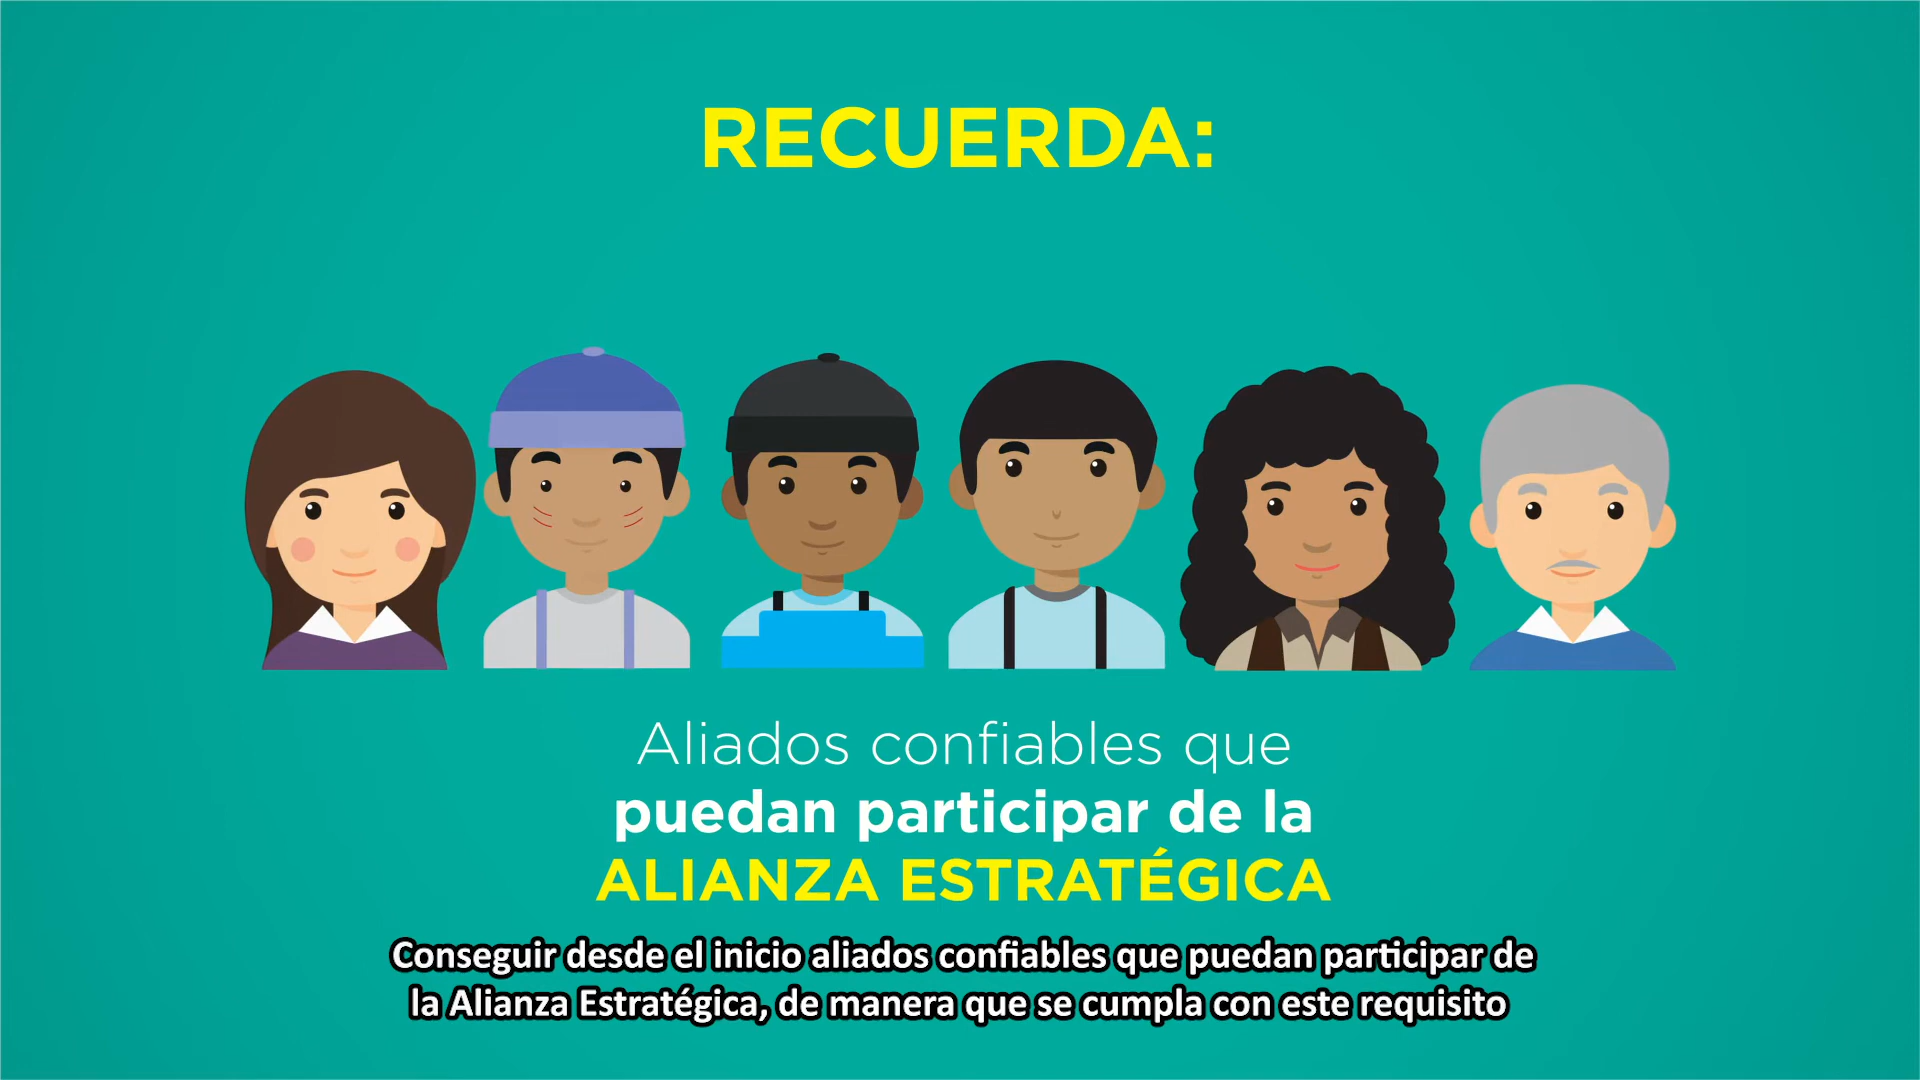 RECUERDA:
Aliados confiables que
puedan participar de la
ALIANZA ESTRATÉGICA
Conseguir desde el inicio aliados confiables que puedan participar de
la Alianza Estratégica, de manera que se cumpla con este requisito